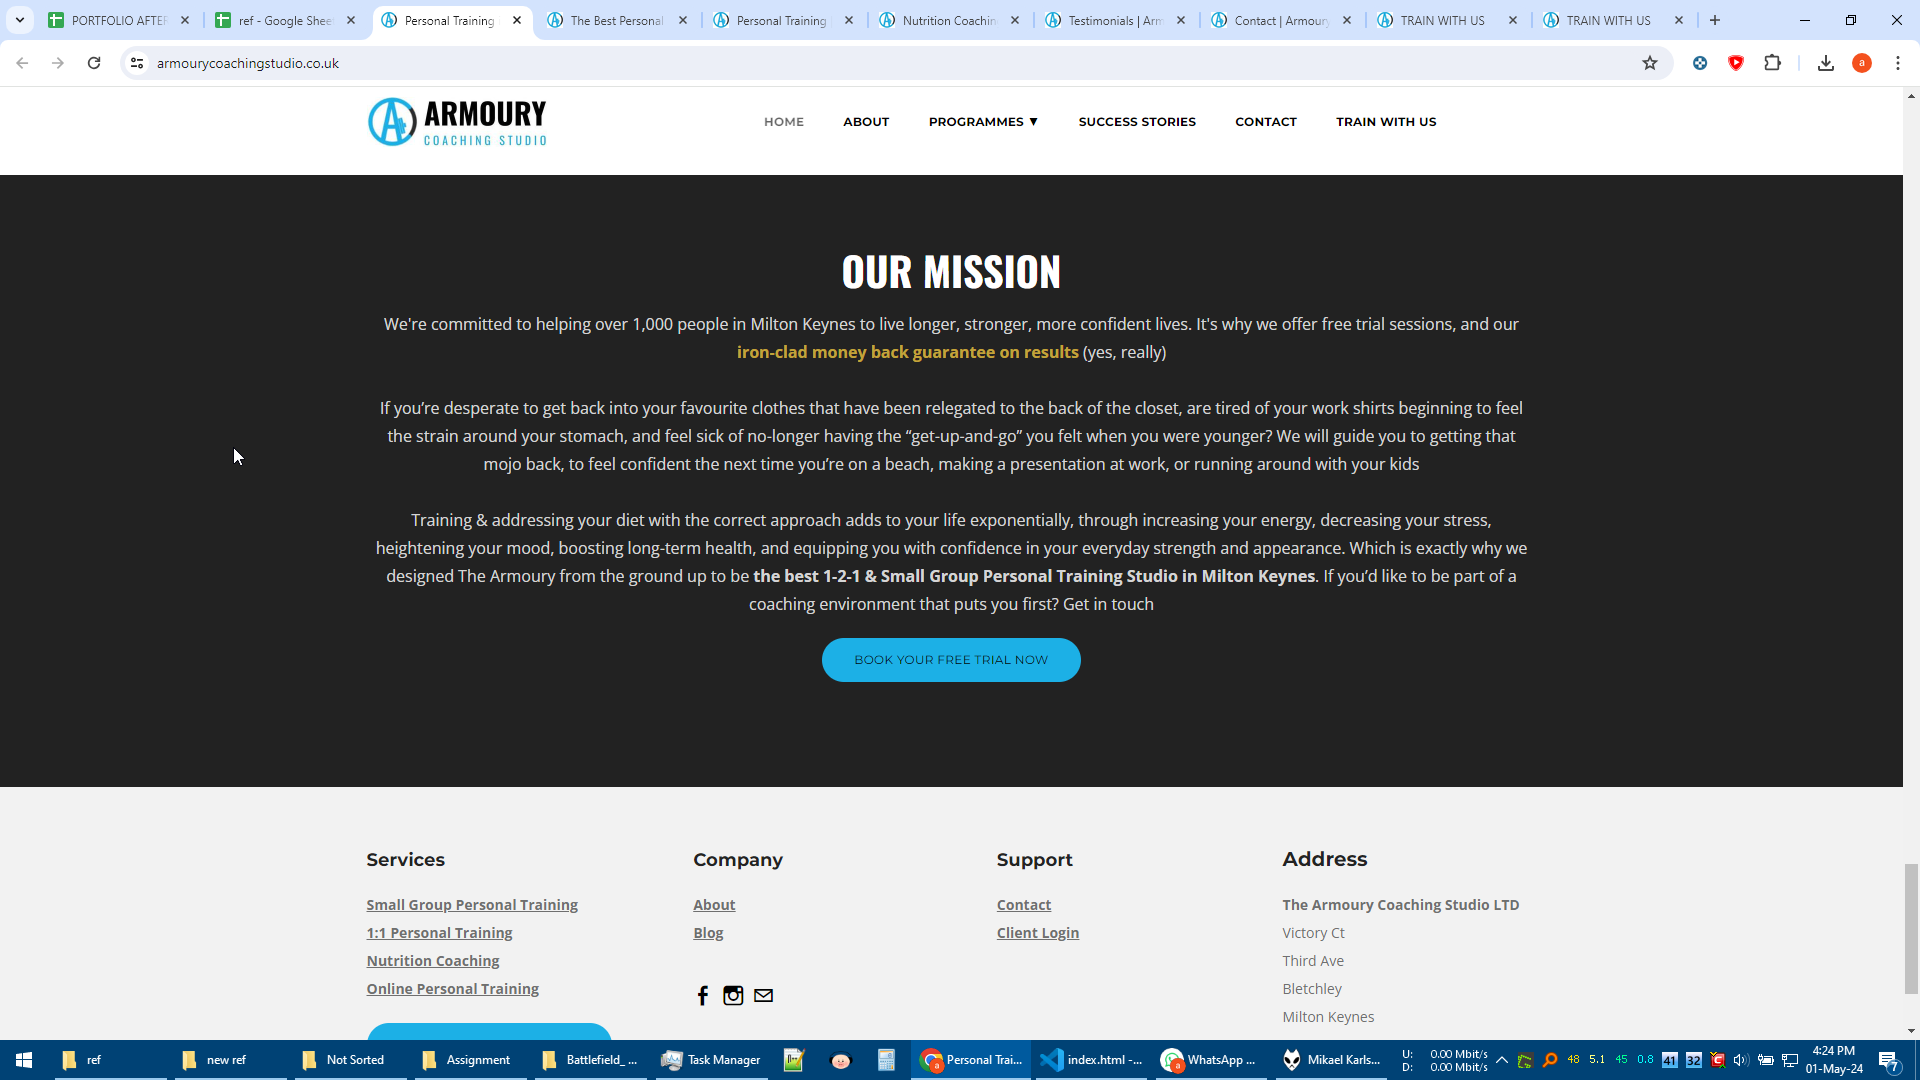 PORTFOLIO AFTER
ref - Google Shee
Personal Training
The Best Personal
Personal Training
Nutrition Coachin
Testimonials | Arm
Contact | Armoury
TRAIN WITH US
TRAIN WITH US
armourycoachingstudio.co.uk
a
ARMOURY
COACHING STUDIO
HOME
ABOUT
PROGRAMMES ▼
SUCCESS STORIES
CONTACT
TRAIN WITH US
OUR MISSION
We're committed to helping over 1,000 people in Milton Keynes to live longer, stronger, more confident lives. It's why we offer free trial sessions, and our
iron-clad money back guarantee on results (yes, really)
If you’re desperate to get back into your favourite clothes that have been relegated to the back of the closet, are tired of your work shirts beginning to feel
the strain around your stomach, and feel sick of no-longer having the “get-up-and-go” you felt when you were younger? We will guide you to getting that
mojo back, to feel confident the next time you’re on a beach, making a presentation at work, or running around with your kids
Training & addressing your diet with the correct approach adds to your life exponentially, through increasing your energy, decreasing your stress,
heightening your mood, boosting long-term health, and equipping you with confidence in your everyday strength and appearance. Which is exactly why we
designed The Armoury from the ground up to be the best 1-2-1 & Small Group Personal Training Studio in Milton Keynes. If you’d like to be part of a
coaching environment that puts you first? Get in touch
BOOK YOUR FREE TRIAL NOW
Services
Small Group Personal Training
1:1 Personal Training
Nutrition Coaching
Online Personal Training
Company
About
Blog
Support
Contact
Client Login
Address
The Armoury Coaching Studio LTD
Victory Ct
Third Ave
Bletchley
Milton Keynes
ref
new ref
Not Sorted
Assignment
Battlefield_ ...
Task Manager
Personal Trai...
index.html -...
WhatsApp ...
Mikael Karls...
U: 0.00 Mbit/s
D: 0.00 Mbit/s
48 5.1 45 0.8 41 32
4:24 PM
01-May-24
7